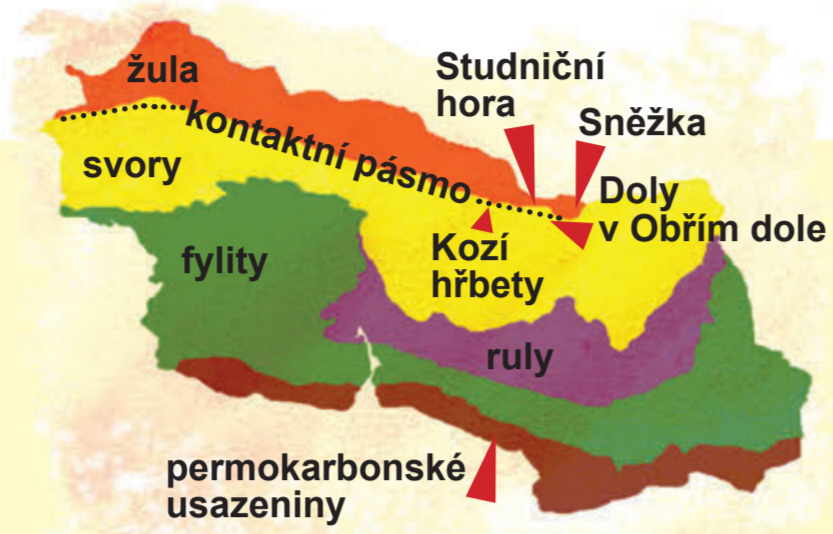 žula
Studniční
hora
Sněžka
kontaktní pásmo
svory
Doly
v Obřím dole
Kozí
hřbety
fylity
ruly
permokarbonské
usazeniny